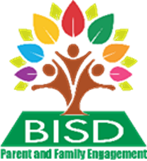 BISD
Parent and Family Engagement